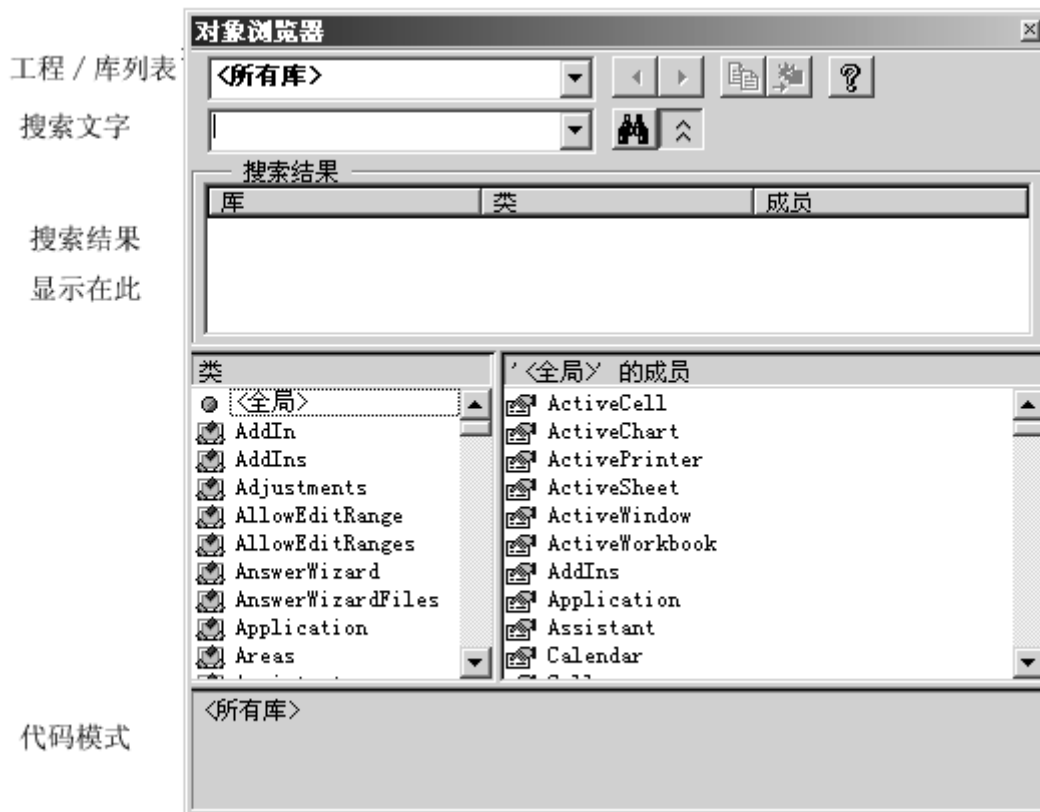 对象浏览器
工程/库列表
<所有库>
搜索文字
搜索结果
库 类 成员
搜索结果
显示在此
类
'<全局>' 的成员
<全局>
AddIn
AddIns
Adjustments
AllowEditRange
AllowEditRanges
AnswerWizard
AnswerWizardFiles
Application
Areas
ActiveCell
ActiveChart
ActivePrinter
ActiveSheet
ActiveWindow
ActiveWorkbook
AddIns
Application
Assistant
Calendar
<所有库>
代码模式